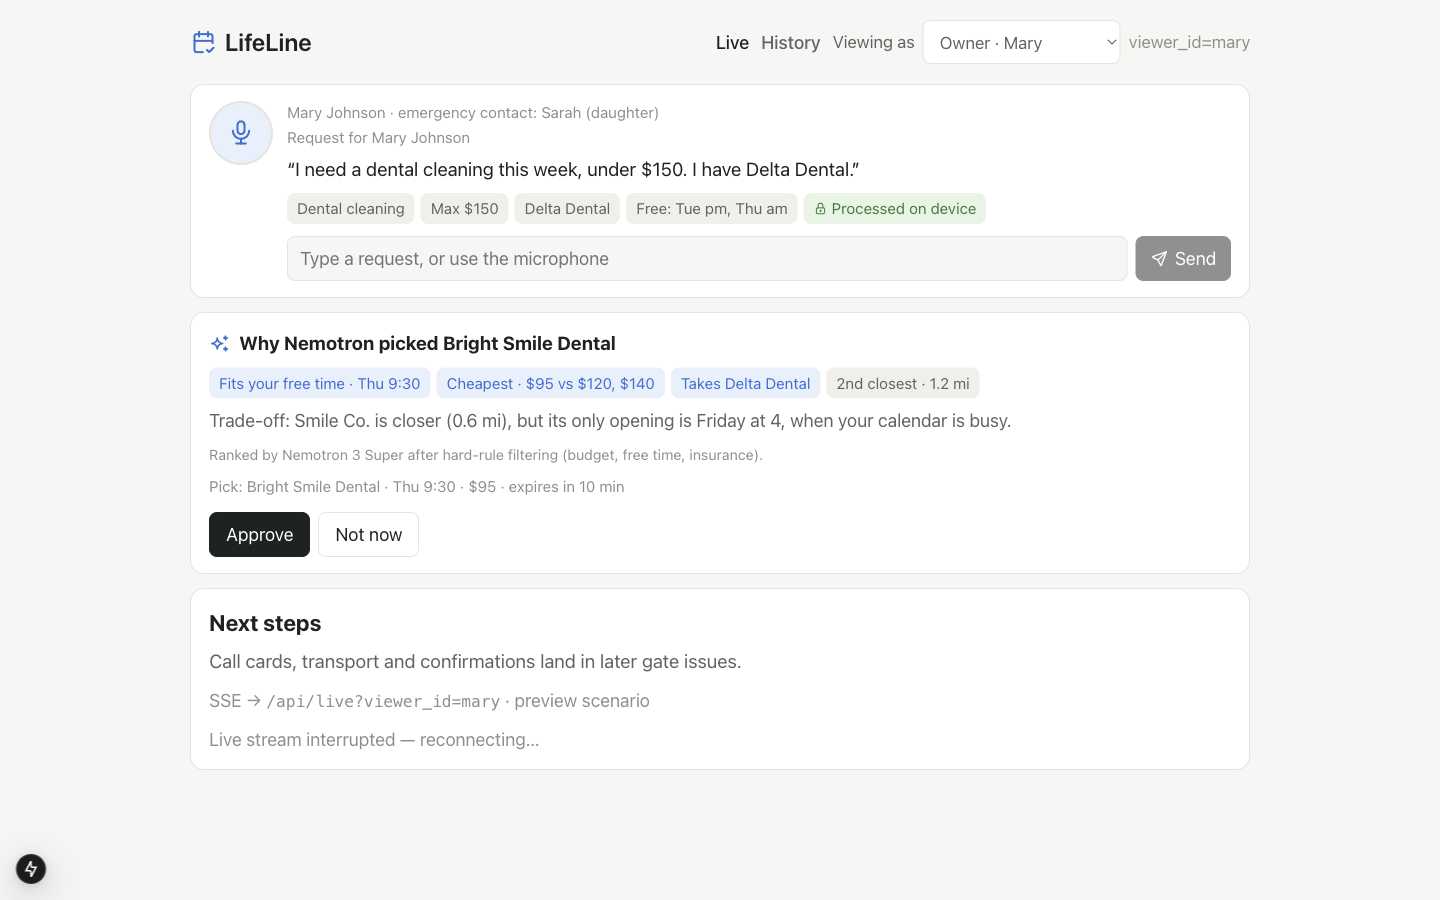 LifeLine
Live History Viewing as Owner · Mary viewer_id=mary
Mary Johnson · emergency contact: Sarah (daughter)
Request for Mary Johnson
“I need a dental cleaning this week, under $150. I have Delta Dental.”
Dental cleaning Max $150 Delta Dental Free: Tue pm, Thu am Processed on device
Type a request, or use the microphone Send
Why Nemotron picked Bright Smile Dental
Fits your free time · Thu 9:30 Cheapest · $95 vs $120, $140 Takes Delta Dental 2nd closest · 1.2 mi
Trade-off: Smile Co. is closer (0.6 mi), but its only opening is Friday at 4, when your calendar is busy.
Ranked by Nemotron 3 Super after hard-rule filtering (budget, free time, insurance).
Pick: Bright Smile Dental · Thu 9:30 · $95 · expires in 10 min
Approve Not now
Next steps
Call cards, transport and confirmations land in later gate issues.
SSE → /api/live?viewer_id=mary · preview scenario
Live stream interrupted — reconnecting…